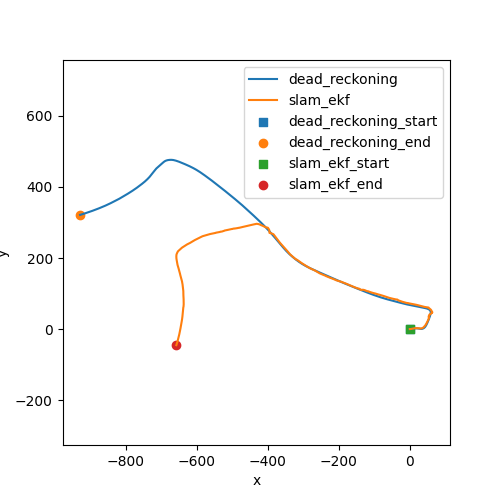 dead_reckoning
slam_ekf
dead_reckoning_start
dead_reckoning_end
slam_ekf_start
slam_ekf_end
600
400
200
0
−200
y
−800
−600
−400
−200
0
x